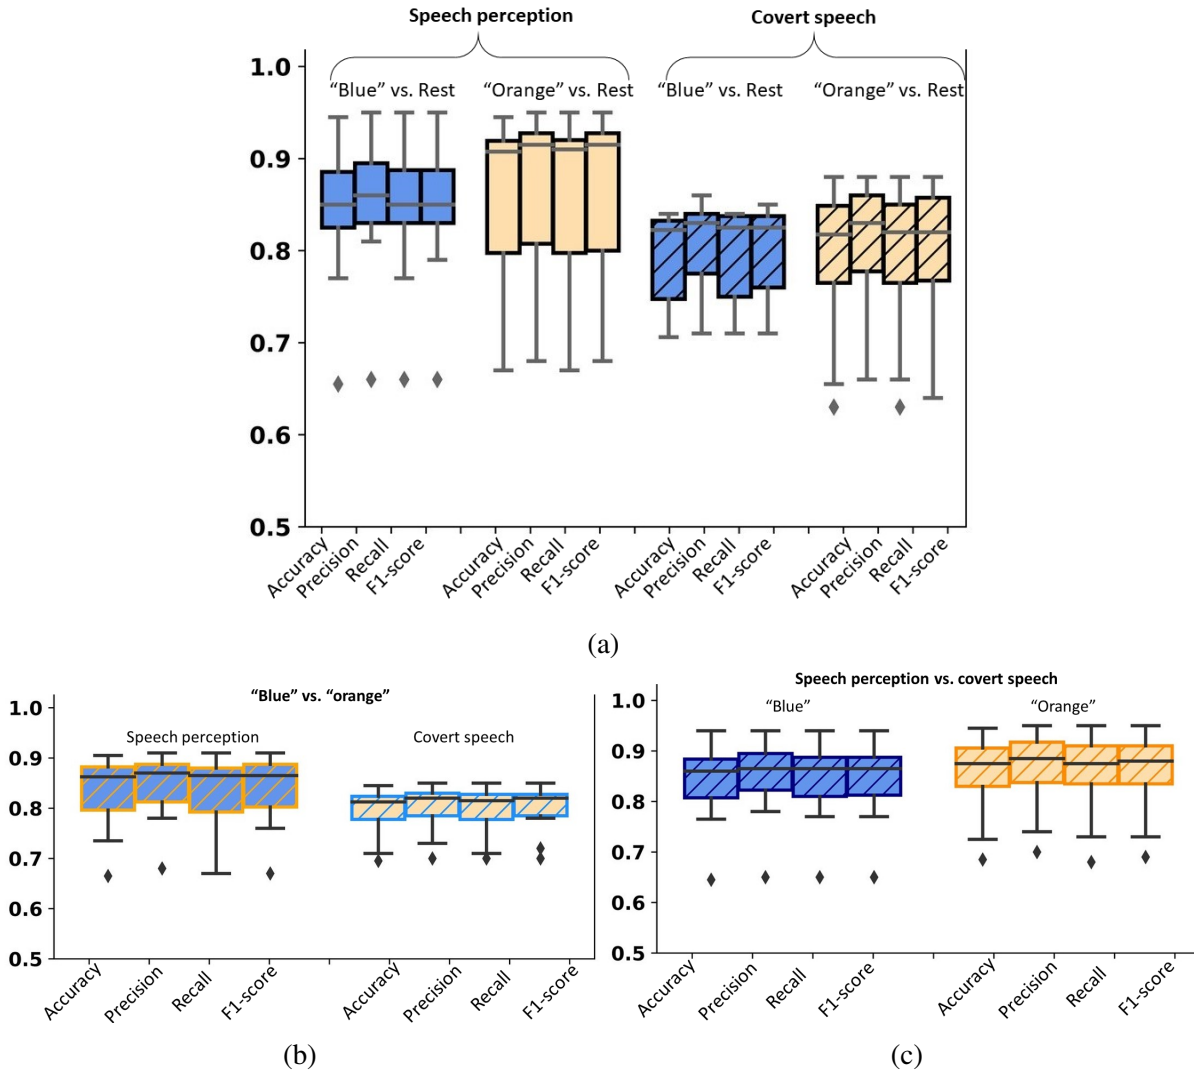 Speech perception Covert speech
1.0
“Blue” vs. Rest “Orange” vs. Rest “Blue” vs. Rest “Orange” vs. Rest
0.9
0.8
0.7
0.6
0.5
Accuracy Precision Recall F1-score Accuracy Precision Recall F1-score Accuracy Precision Recall F1-score Accuracy Precision Recall F1-score
(a)
“Blue” vs. “orange”
1.0
Speech perception Covert speech
0.9
0.8
0.7
0.6
0.5
Accuracy Precision Recall F1-score Accuracy Precision Recall F1-score
(b)
Speech perception vs. covert speech
1.0
“Blue” “Orange”
0.9
0.8
0.7
0.6
0.5
Accuracy Precision Recall F1-score Accuracy Precision Recall F1-score
(c)